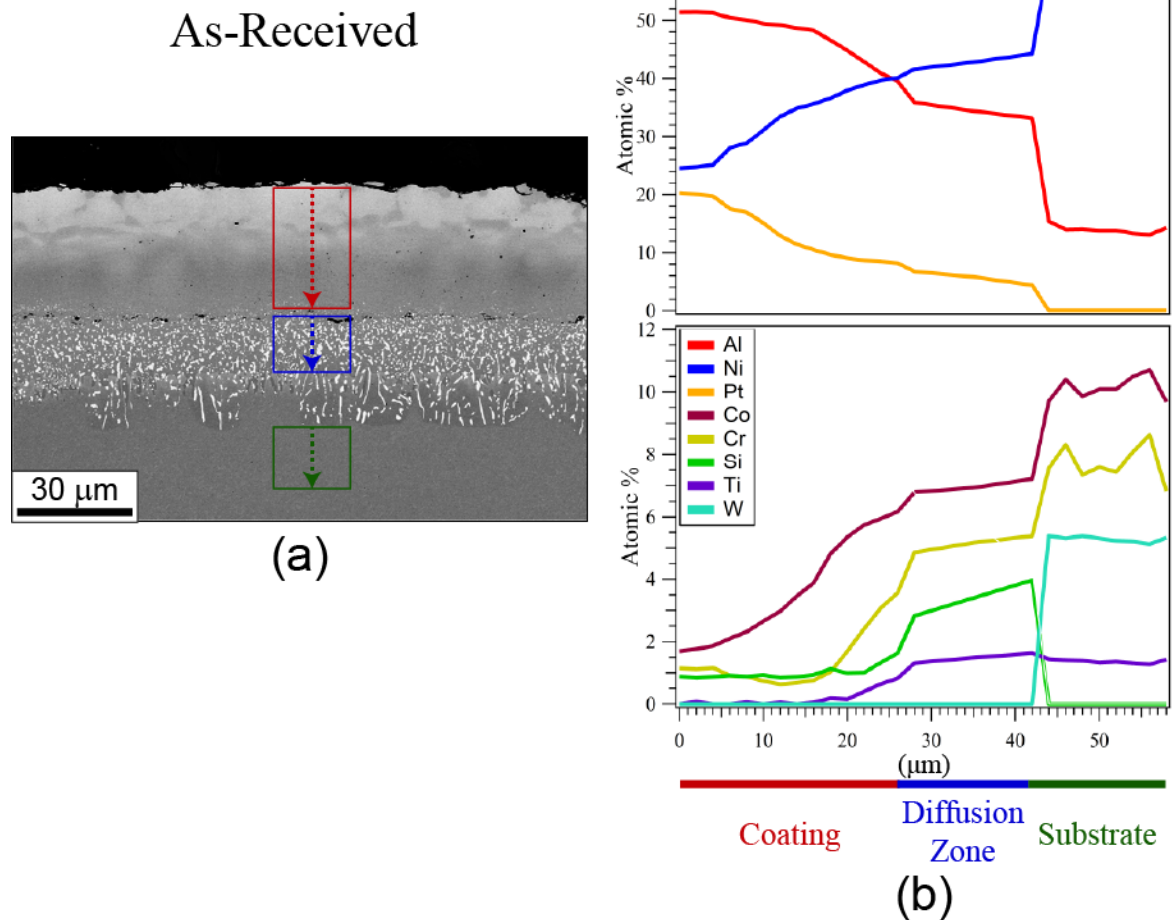 As-Received
30 μm
(a)
50
40
30
20
10
0
Atomic %
12
10
8
6
4
2
0
Atomic %
Al
Ni
Pt
Co
Cr
Si
Ti
W
0 10 20 30 40 50
(μm)
Coating
Diffusion
Zone
Substrate
(b)